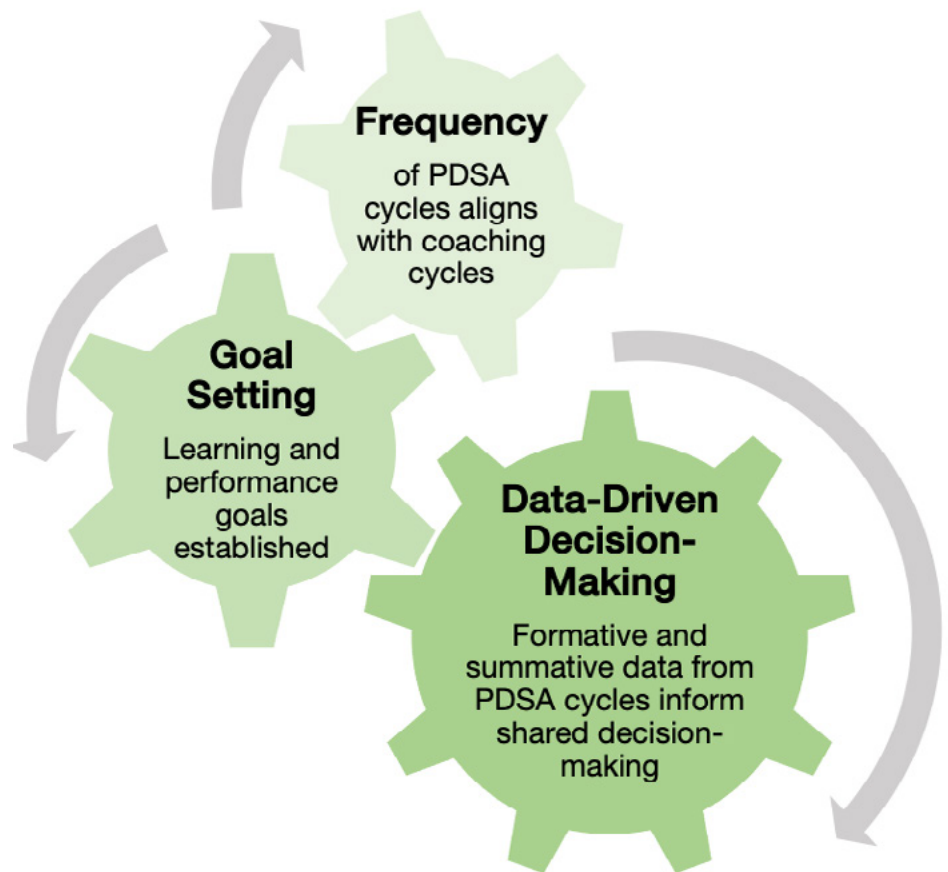 Frequency
of PDSA
cycles aligns
with coaching
cycles
Goal
Setting
Learning and
performance
goals
established
Data-Driven
Decision-
Making
Formative and
summative data from
PDSA cycles inform
shared decision-
making